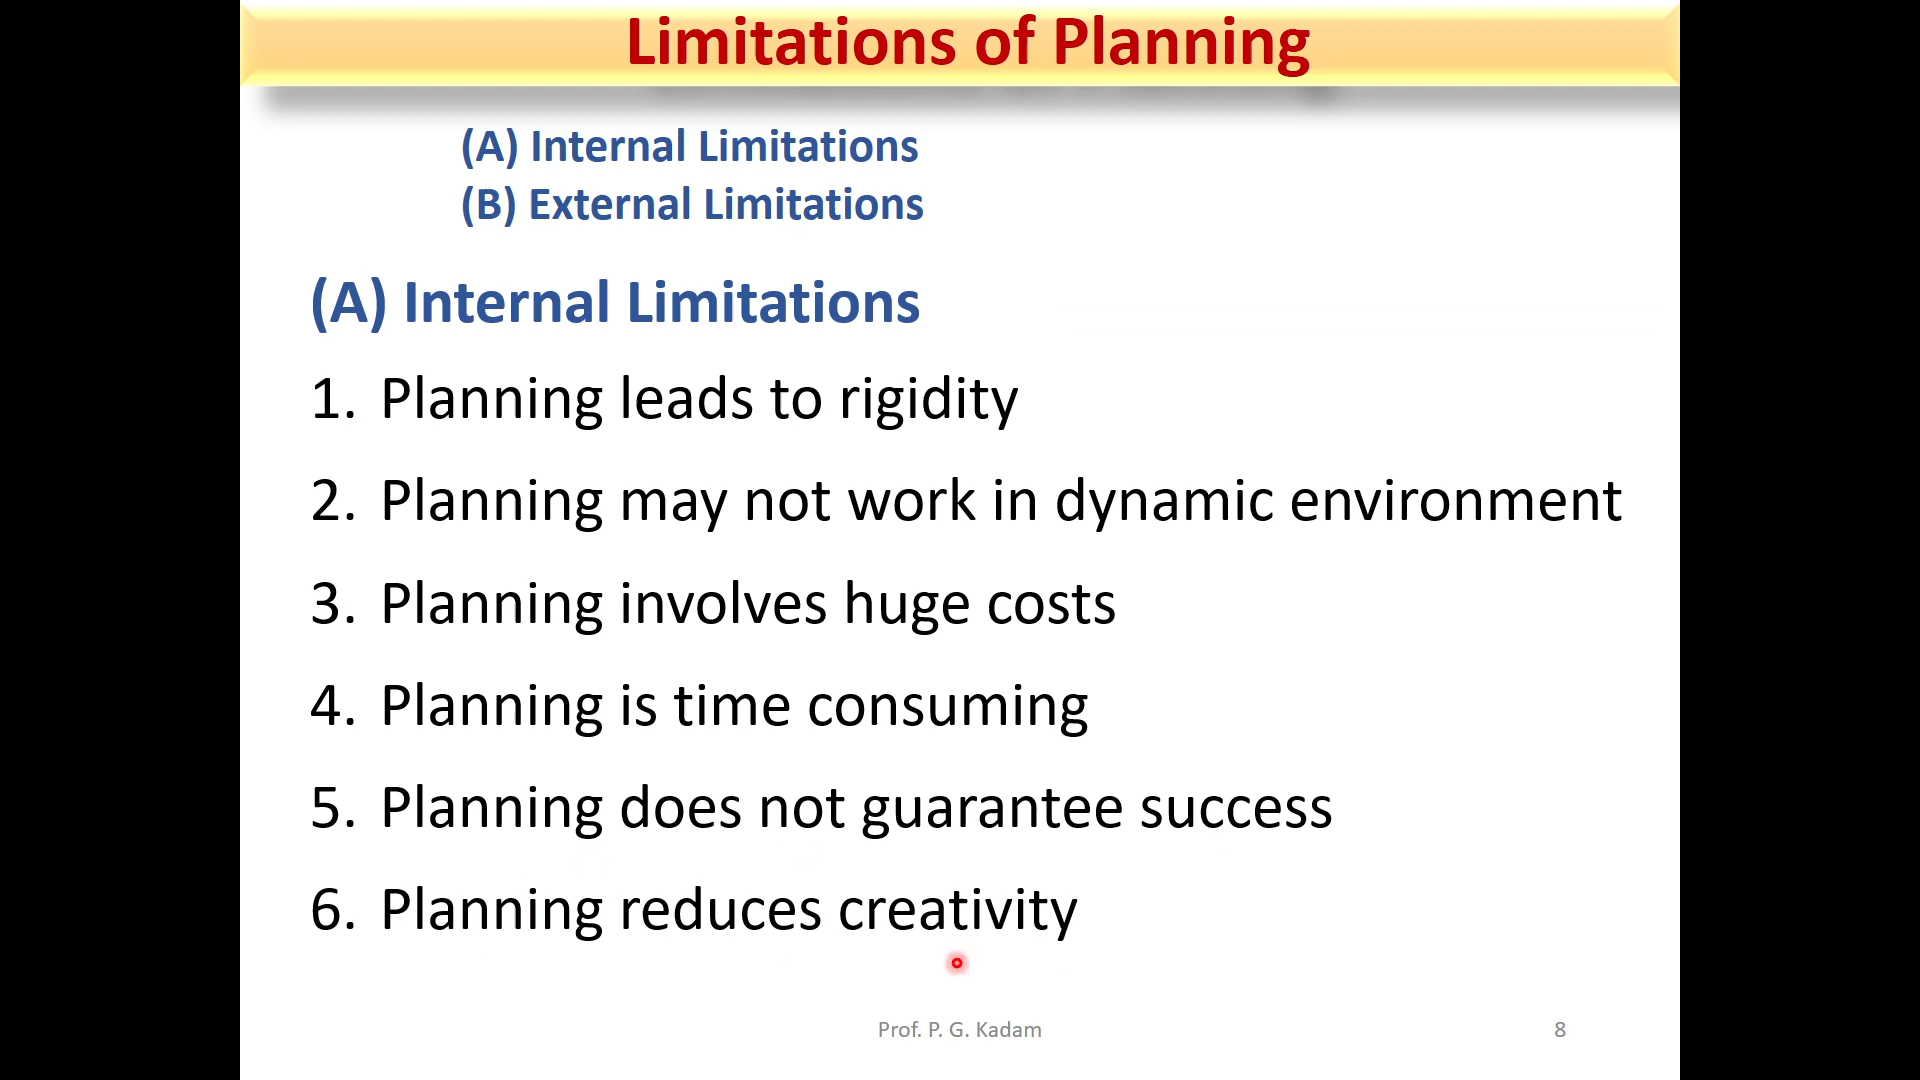 Limitations of Planning
(A) Internal Limitations
(B) External Limitations
(A) Internal Limitations
1. Planning leads to rigidity
2. Planning may not work in dynamic environment
3. Planning involves huge costs
4. Planning is time consuming
5. Planning does not guarantee success
6. Planning reduces creativity
Prof. P. G. Kadam
8